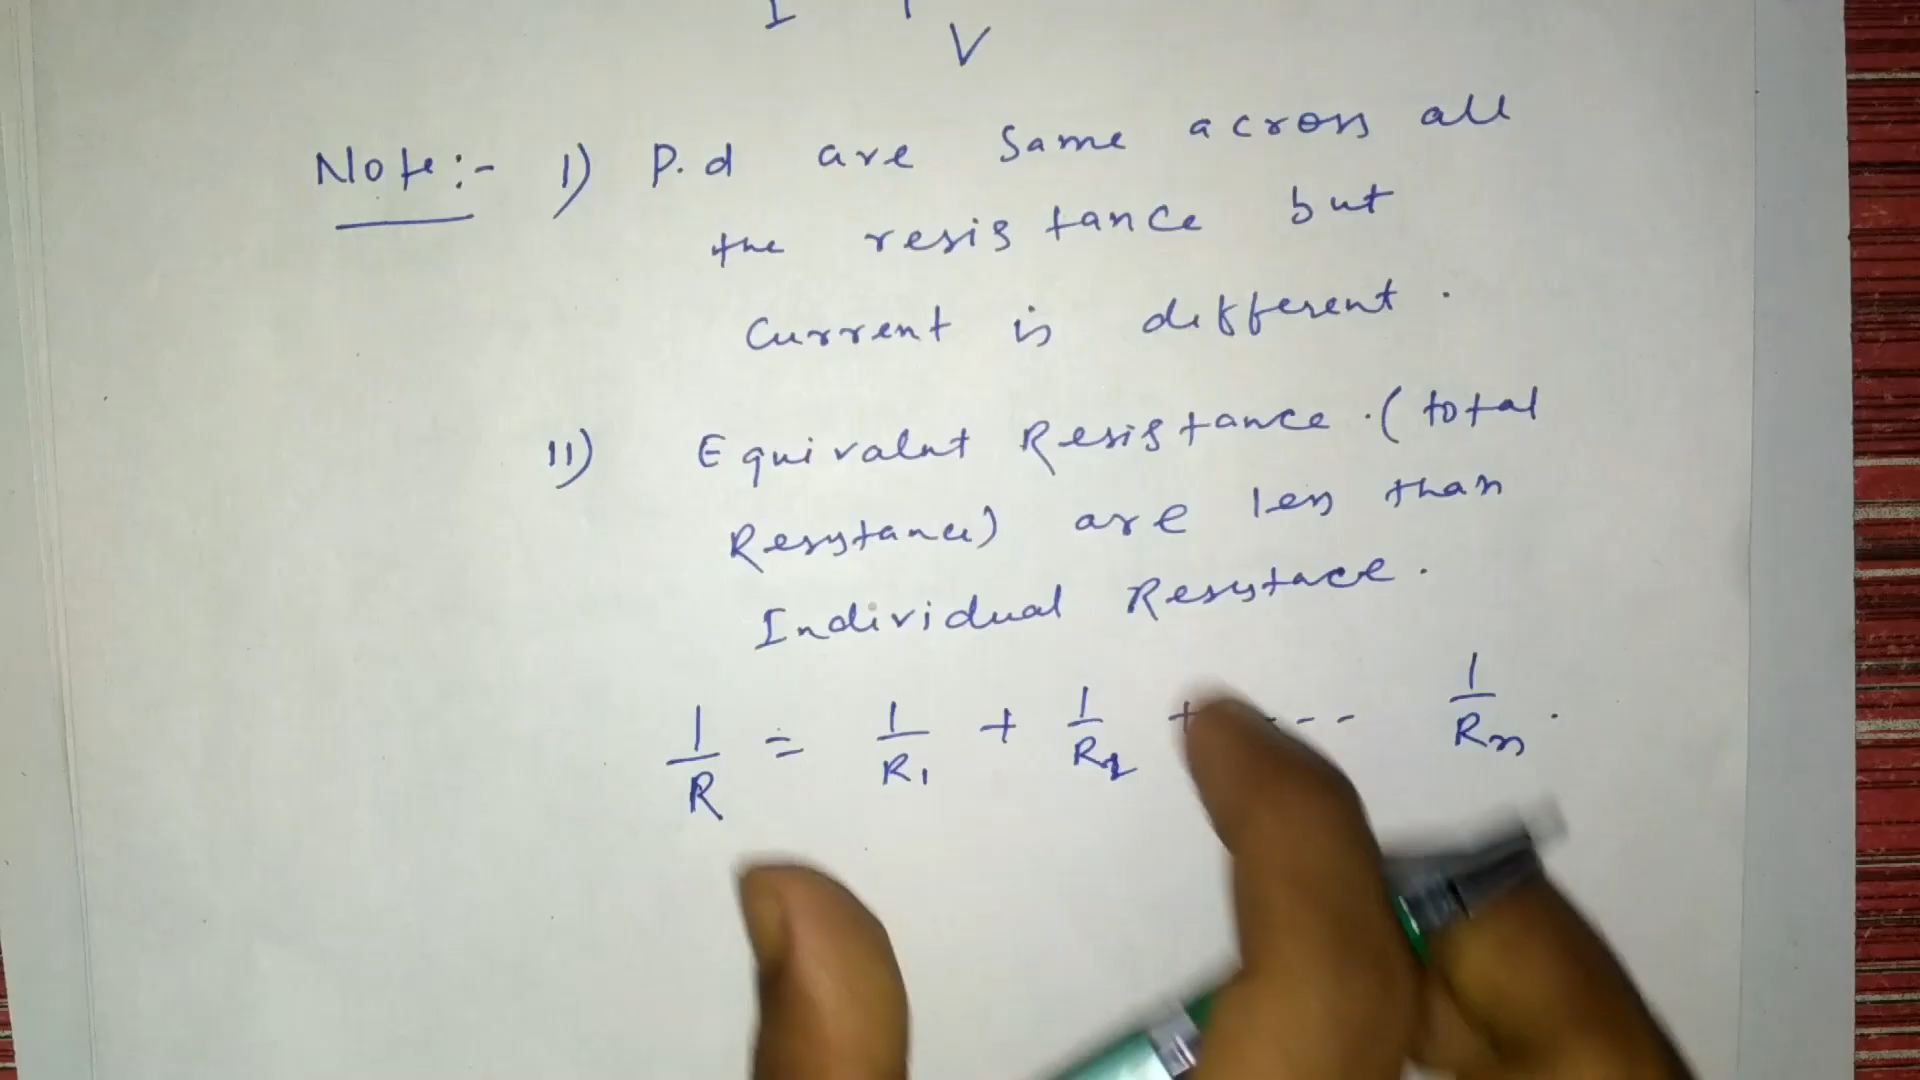 I
V
Note:- 1) P.d are Same across all
the resistance but
Current is different.
11) Equivalnt Resistance.(total
Resystance) are less than
Individual Resystace.
1/R = 1/R1 + 1/R2 + --- 1/Rn.